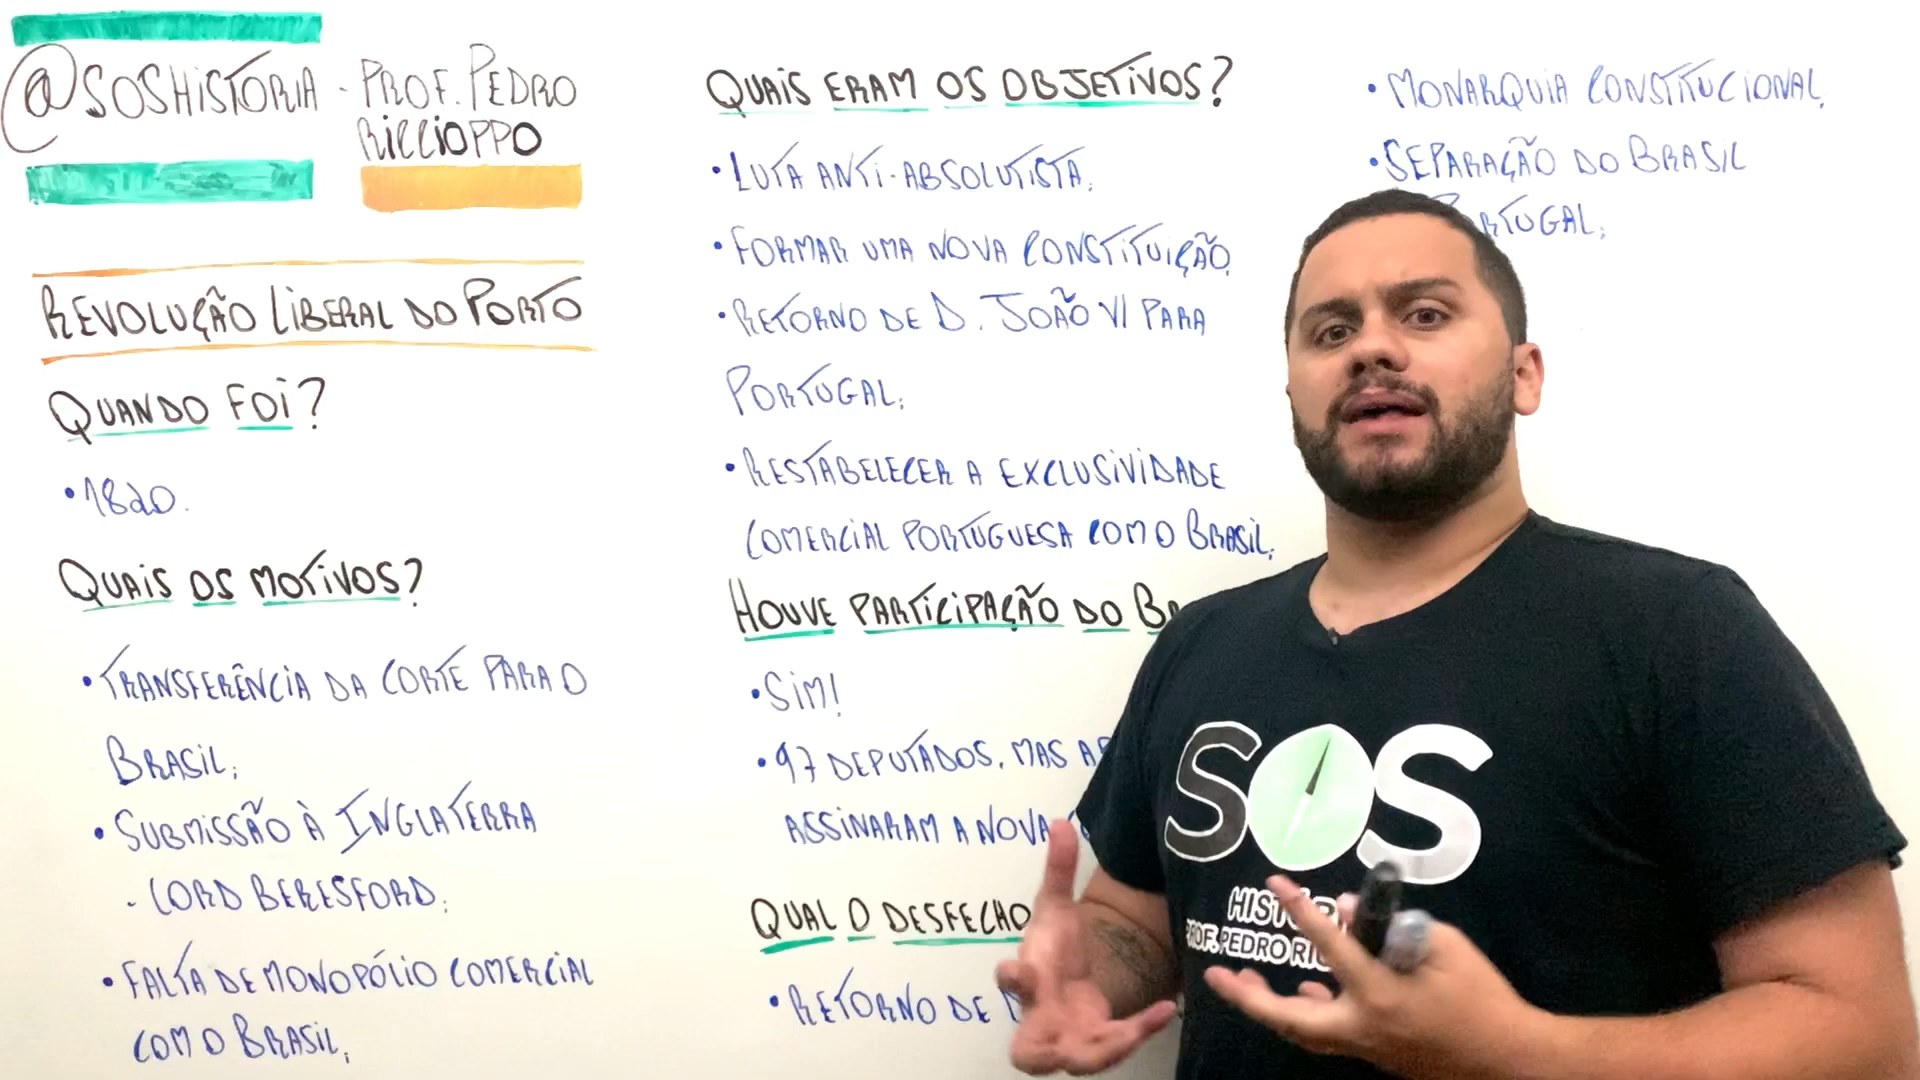 @SOSHISTORIA - PROF. PEDRO
RICCIOPPO
REVOLUÇÃO LIBERAL DO PORTO
QUANDO FOI?
• 1820.
QUAIS OS MOTIVOS?
• TRANSFERÊNCIA DA CORTE PARA O
BRASIL;
• SUBMISSÃO À INGLATERRA
- LORD BERESFORD;
• FALTA DE MONOPÓLIO COMERCIAL
COM O BRASIL;
QUAIS ERAM OS OBJETIVOS?
• LUTA ANTI-ABSOLUTISTA;
• FORMAR UMA NOVA CONSTITUIÇÃO;
• RETORNO DE D. JOÃO VI PARA
PORTUGAL;
• RESTABELECER A EXCLUSIVIDADE
COMERCIAL PORTUGUESA COM O BRASIL;
HOUVE PARTICIPAÇÃO DO
• SIM!
• 97 DEPUTADOS, MAS
ASSINARAM A NOVA
QUAL O DESFECHO
• RETORNO DE
• MONARQUIA CONSTITUCIONAL;
• SEPARAÇÃO DO BRASIL
SOS
PROF. PEDRO